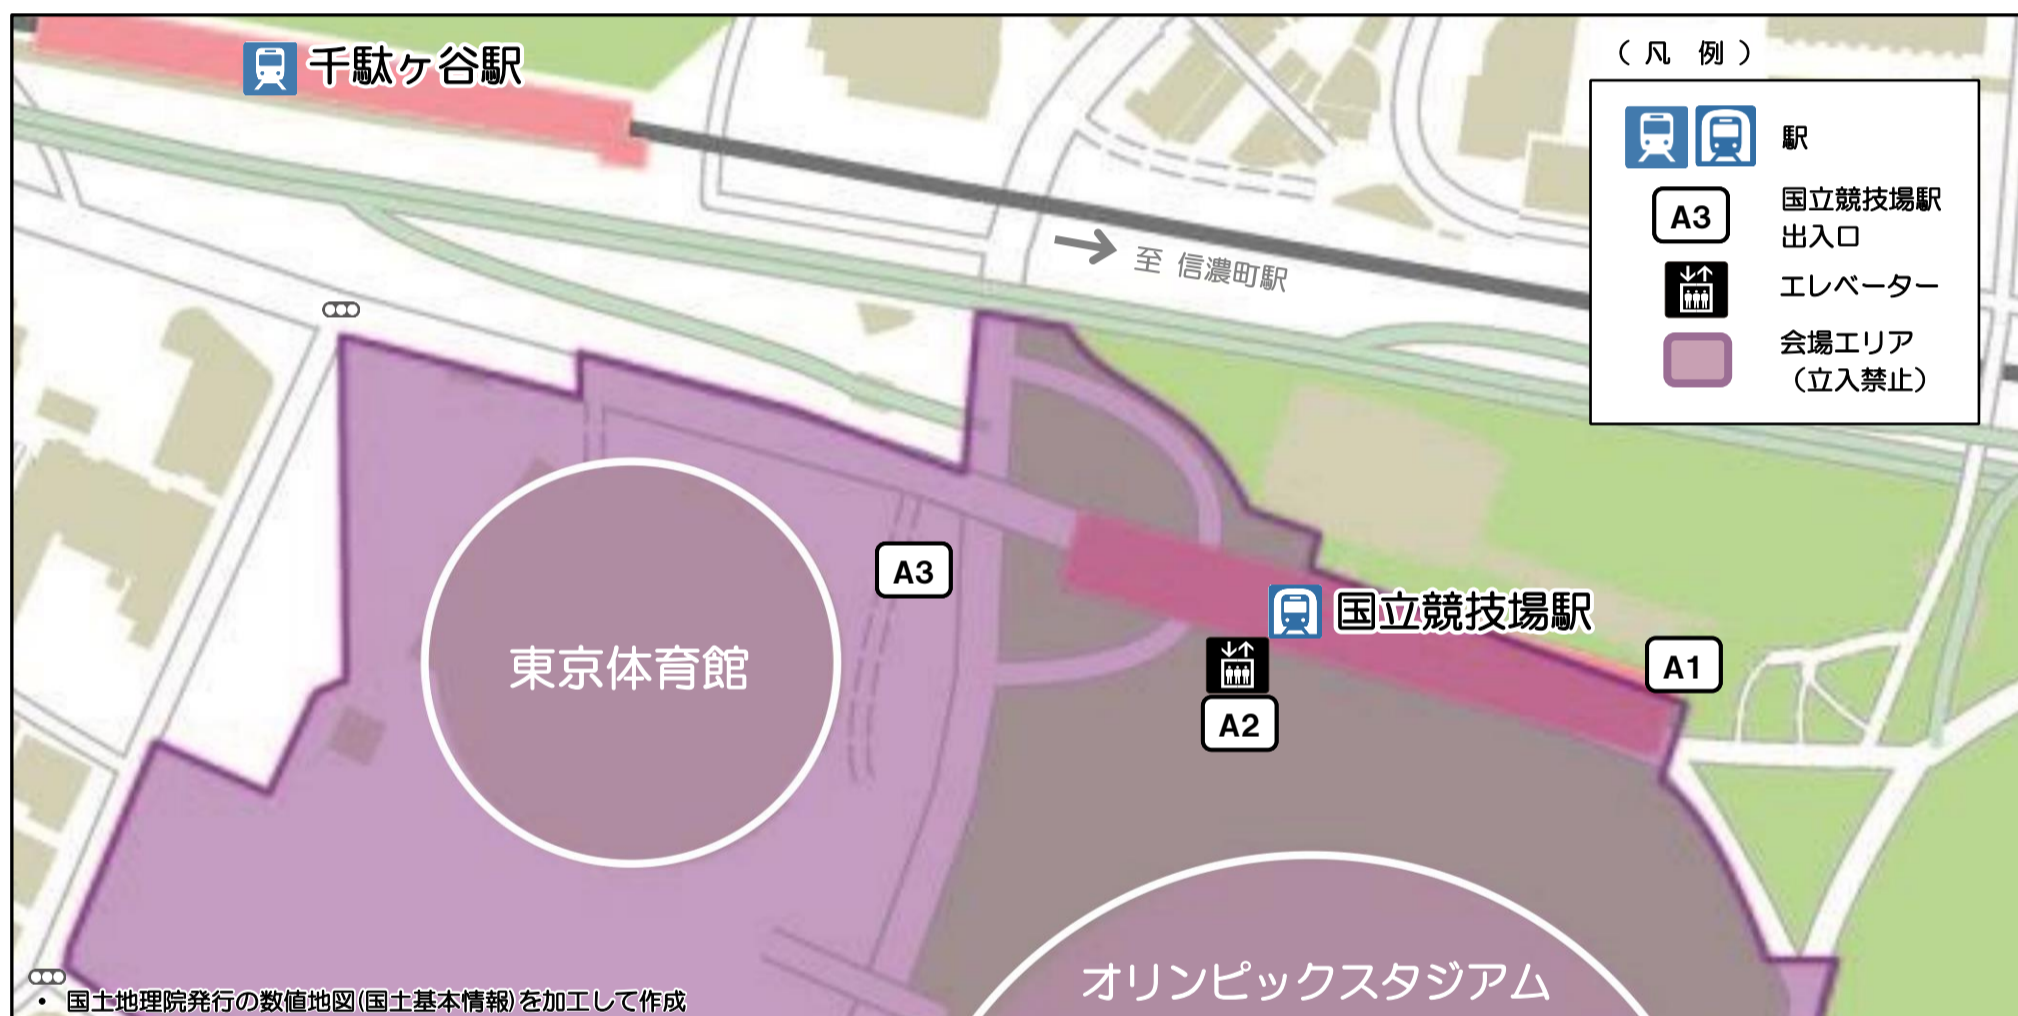 千駄ヶ谷駅
（凡 例）
駅
A3
国立競技場駅
出入口
エレベーター
会場エリア
（立入禁止）
至 信濃町駅
A3
国立競技場駅
A1
東京体育館
A2
オリンピックスタジアム
・ 国土地理院発行の数値地図(国土基本情報)を加工して作成